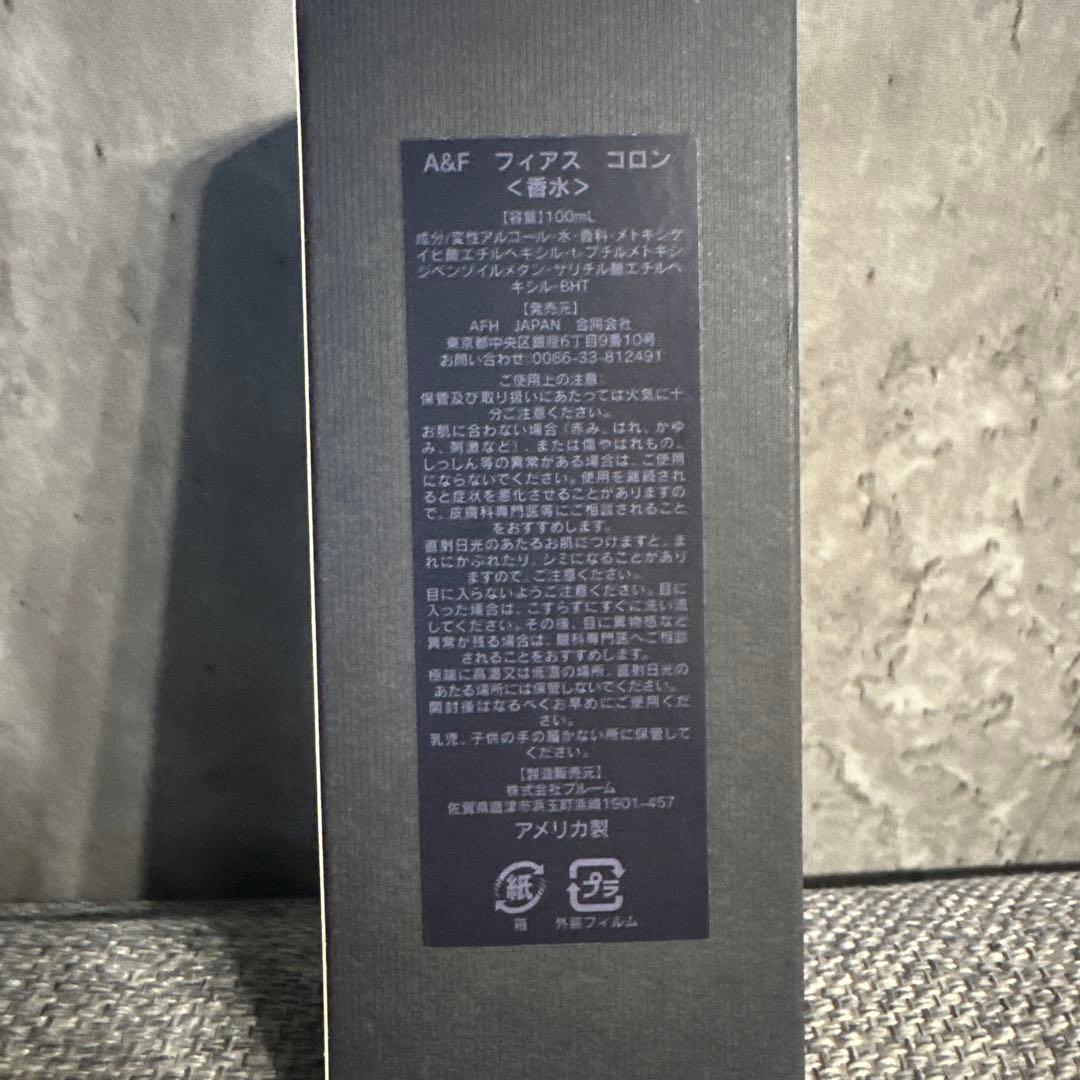 A&F フィアス コロン
<香水>
【容量】100mL
成分/変性アルコール・水・香料・メトキシケ
イヒ酸エチルヘキシル・t-ブチルメトキシ
ジベンゾイルメタン・サリチル酸エチルヘ
キシル・BHT
【発売元】
AFH JAPAN 合同会社
東京都中央区銀座6丁目9番10号
お問い合わせ:0066-33-812491
ご使用上の注意:
保管及び取り扱いにあたっては火気に十
分ご注意ください。
お肌に合わない場合(赤み、はれ、かゆ
み、刺激など)、または傷やはれもの、
しっしん等の異常がある場合は、ご使用
にならないでください。使用を継続され
ると症状を悪化させることがありますの
で、皮膚科専門医等にご相談されること
をおすすめします。
直射日光のあたるお肌につけますと、ま
れにかぶれたり、シミになることがあり
ますので、ご注意ください。
目に入らないようご注意ください。目に
入った場合は、こすらずにすぐに洗い流
してください。その後、目に異物感など
異常が残る場合は、眼科専門医へご相談
されることをおすすめします。
極端に高温又は低温の場所、直射日光の
あたる場所には保管しないでください。
開封後はなるべくお早めにご使用くだ
さい。
乳児、子供の手の届かない所に保管して
ください。
【製造販売元】
株式会社ブルーム
佐賀県唐津市浜玉町浜崎1901-457
アメリカ製
紙 プラ
箱 外装フィルム